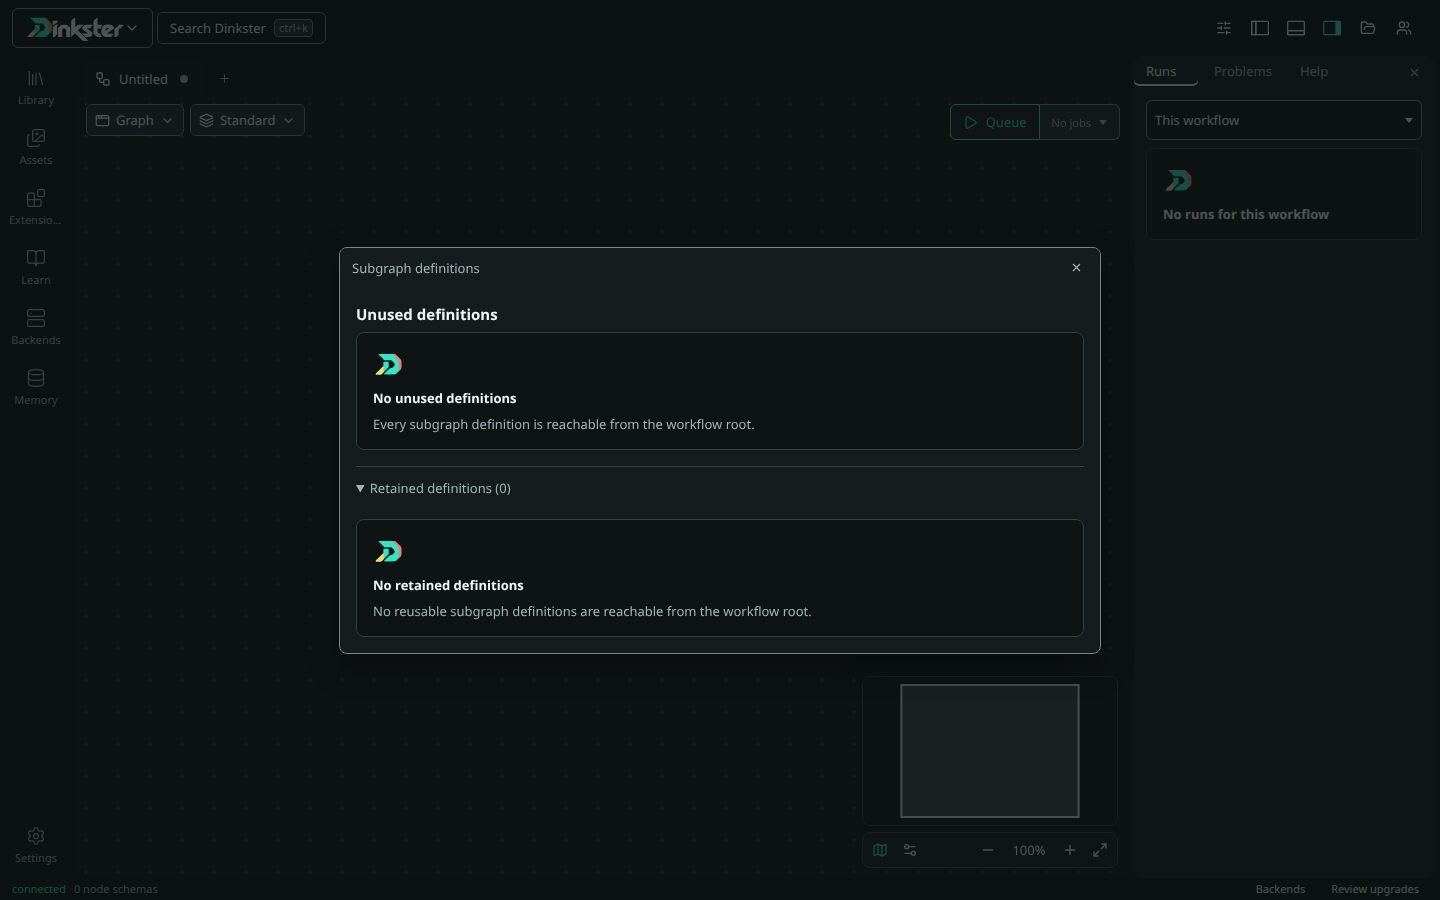 Dinkster
Search Dinkster ctrl+k
Library
Assets
Extensio...
Learn
Backends
Memory
Settings
Untitled
Graph
Standard
Queue
No jobs
Runs
Problems
Help
This workflow
No runs for this workflow
Subgraph definitions
Unused definitions
No unused definitions
Every subgraph definition is reachable from the workflow root.
Retained definitions (0)
No retained definitions
No reusable subgraph definitions are reachable from the workflow root.
100%
connected 0 node schemas
Backends
Review upgrades